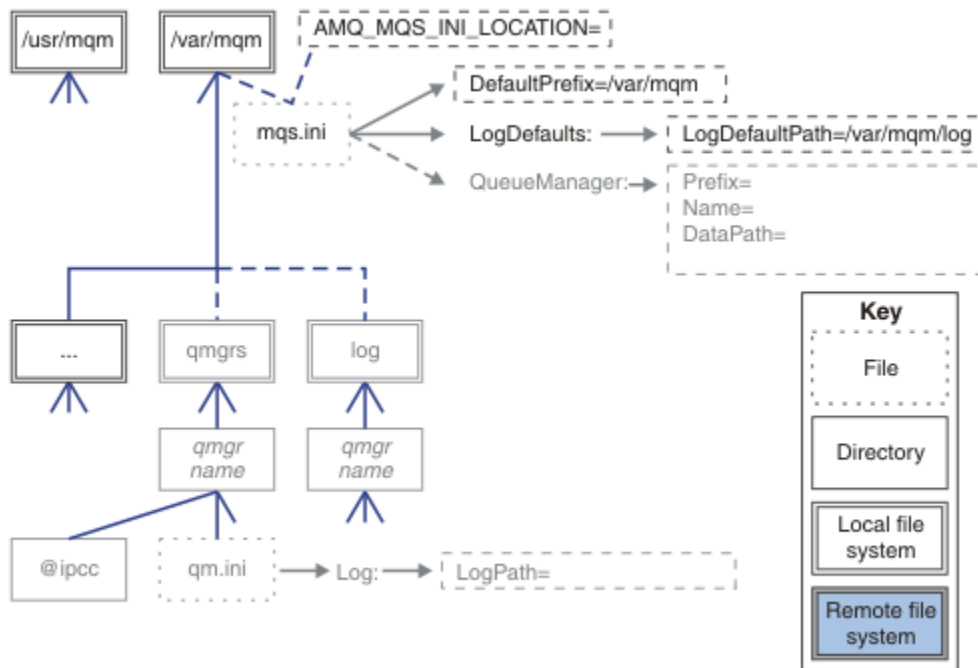 /usr/mqm
/var/mqm
AMQ_MQS_INI_LOCATION=
DefaultPrefix=/var/mqm
mqs.ini
LogDefaults:
LogDefaultPath=/var/mqm/log
QueueManager:
Prefix=
Name=
DataPath=
...
qmgrs
log
qmgr
name
qmgr
name
@ipcc
qm.ini
Log:
LogPath=
Key
File
Directory
Local file
system
Remote file
system